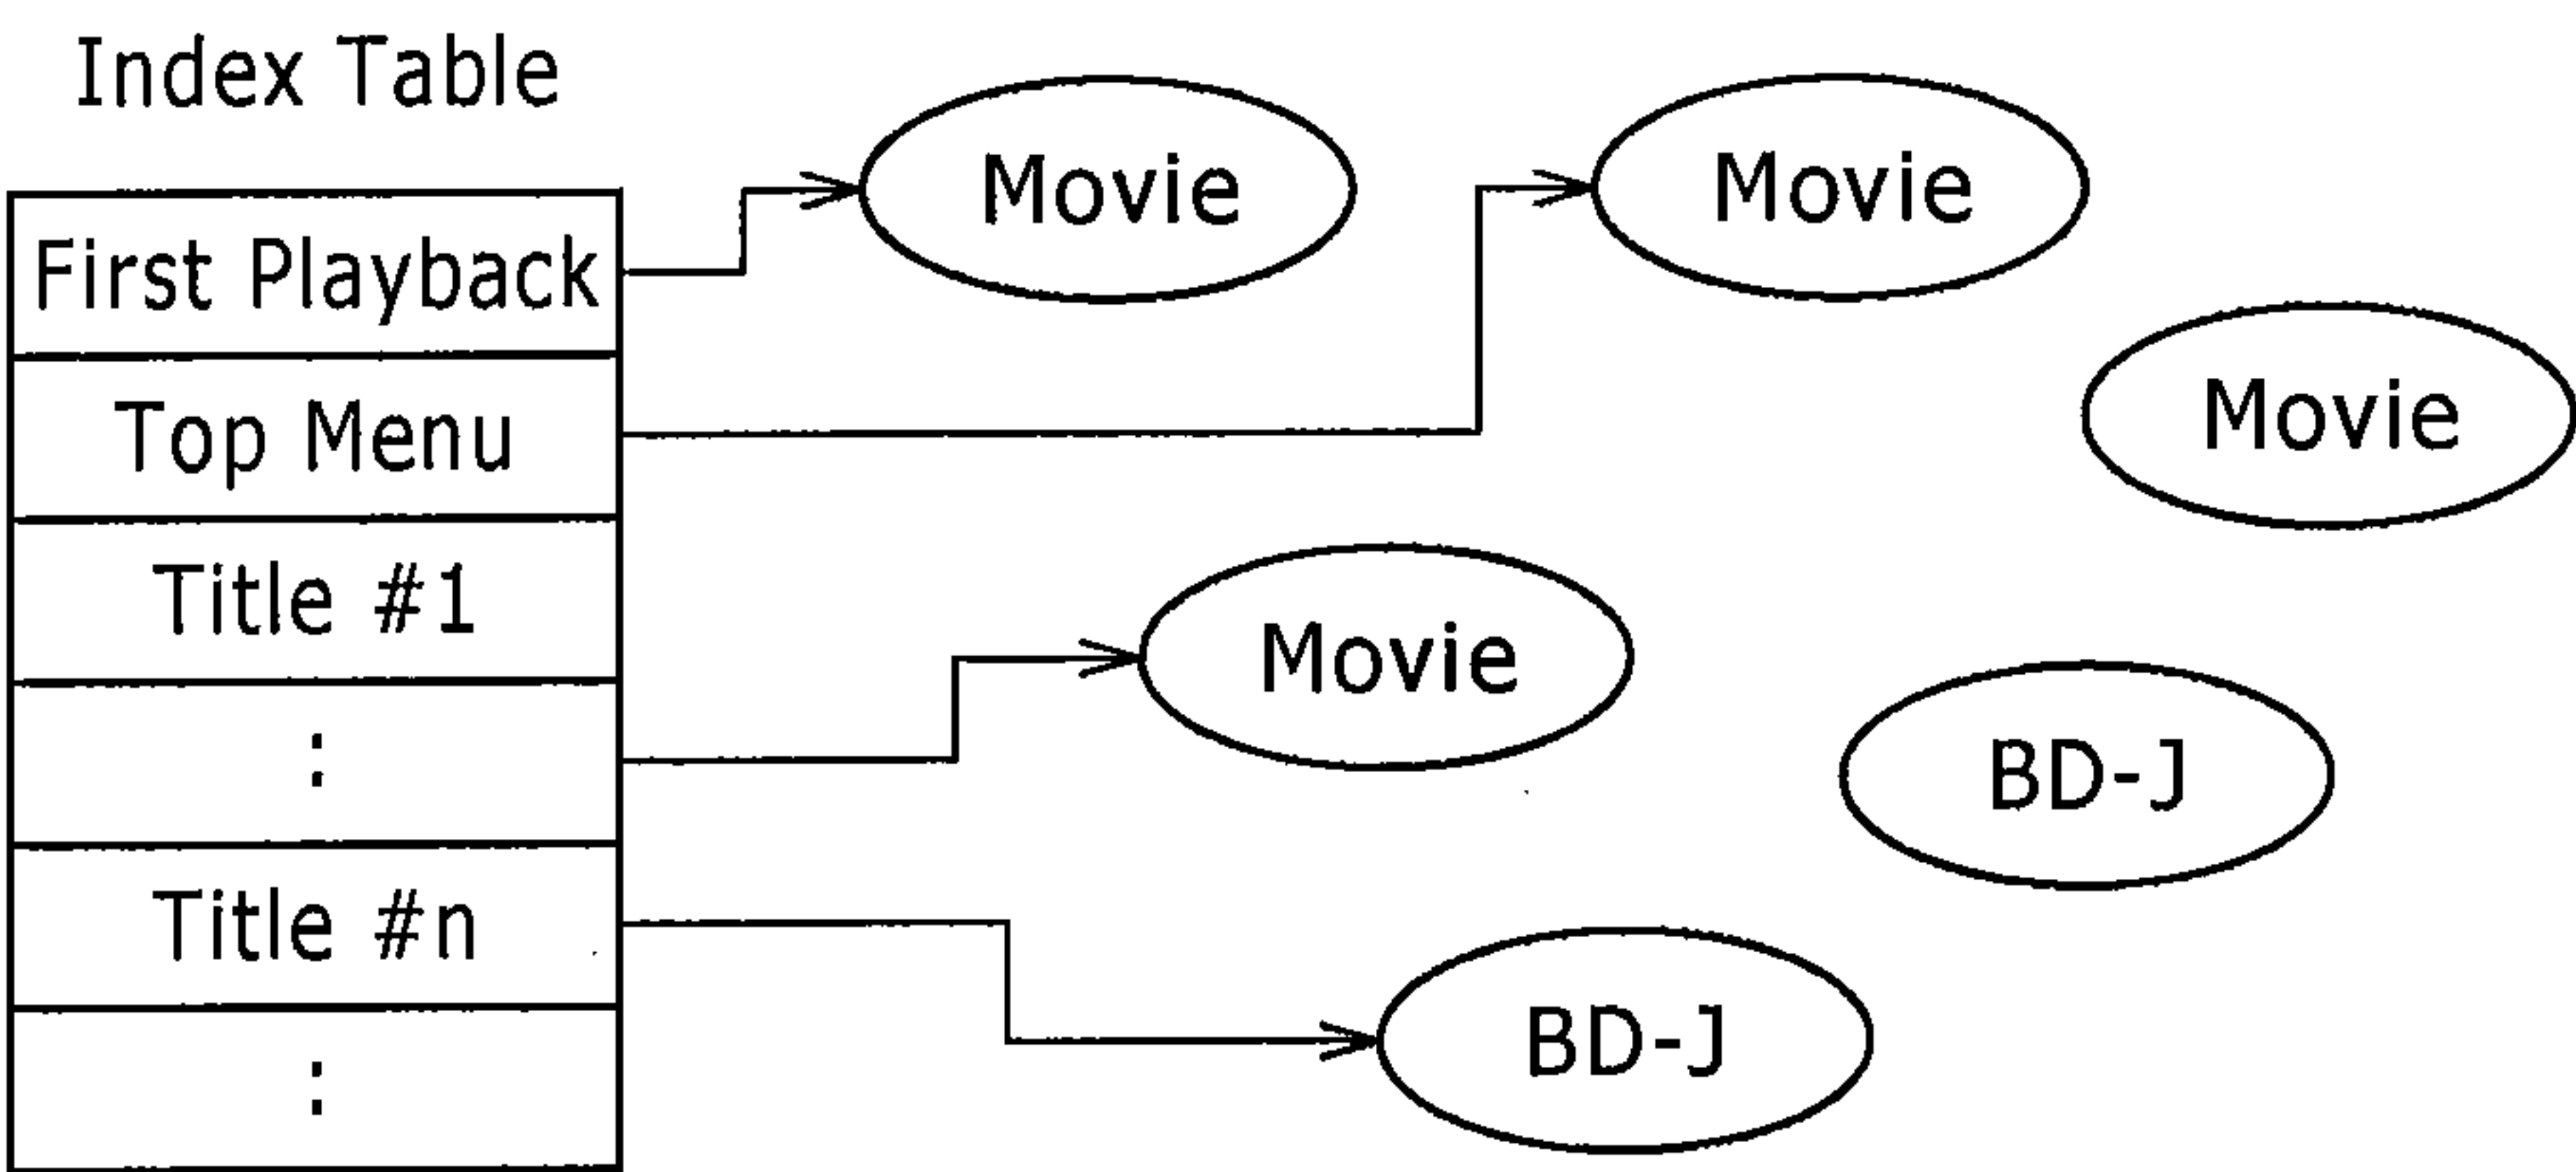 Index Table
First Playback
Top Menu
Title #1
:
Title #n
:
Movie
Movie
Movie
Movie
BD-J
BD-J